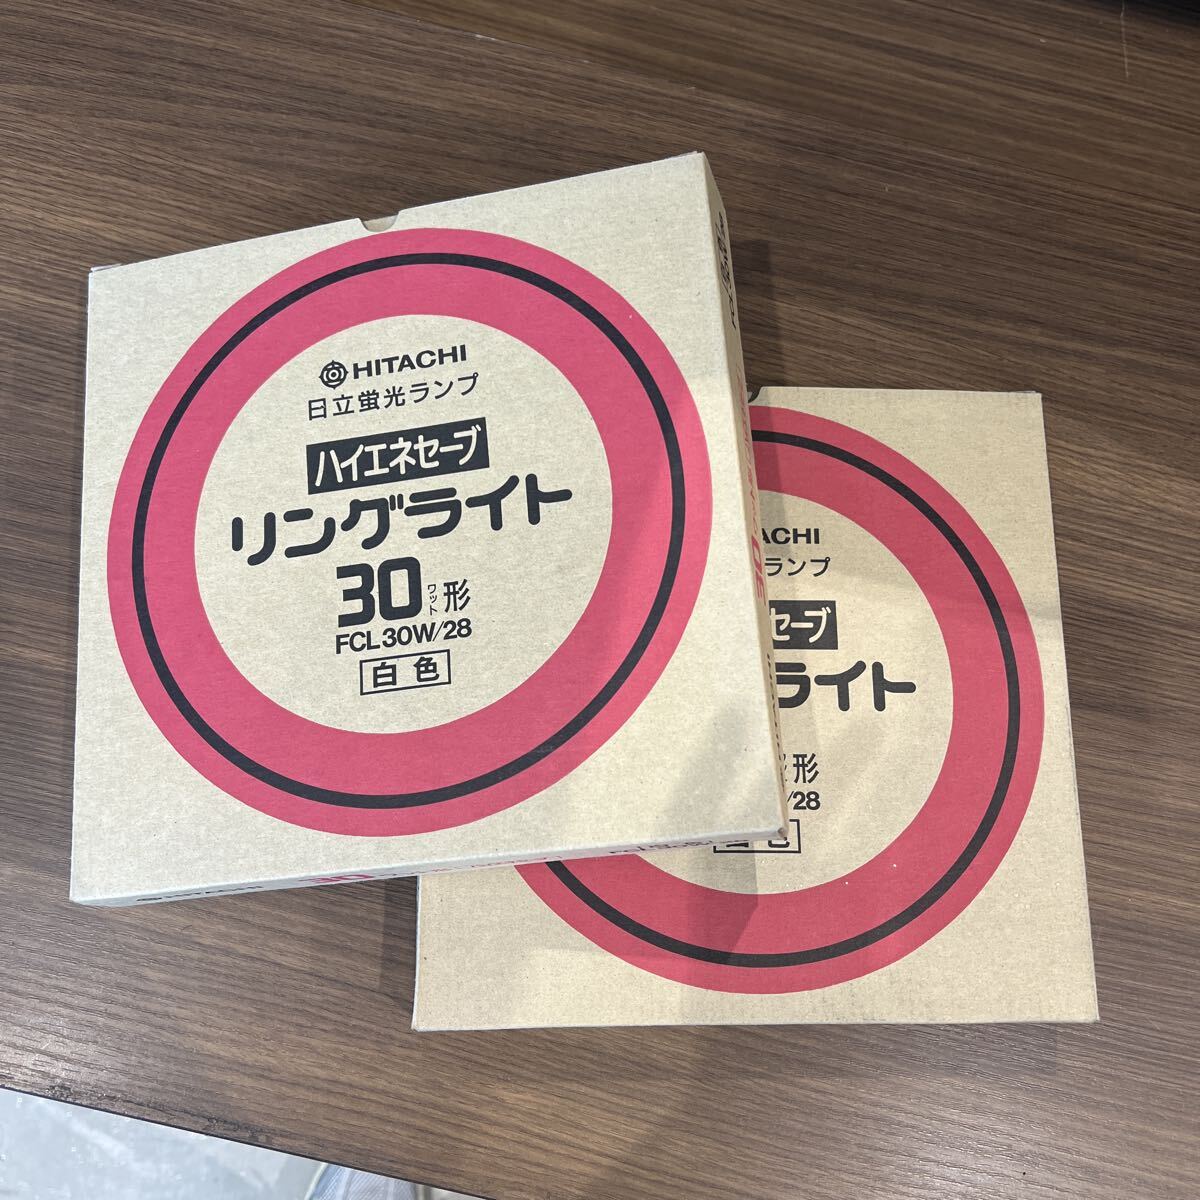 HITACHI
日立蛍光ランプ
ハイエネセーブ
リングライト
30ワット形
FCL30W/28
白色
ACHI
ランプ
セーブ
ライト
形
/28
色